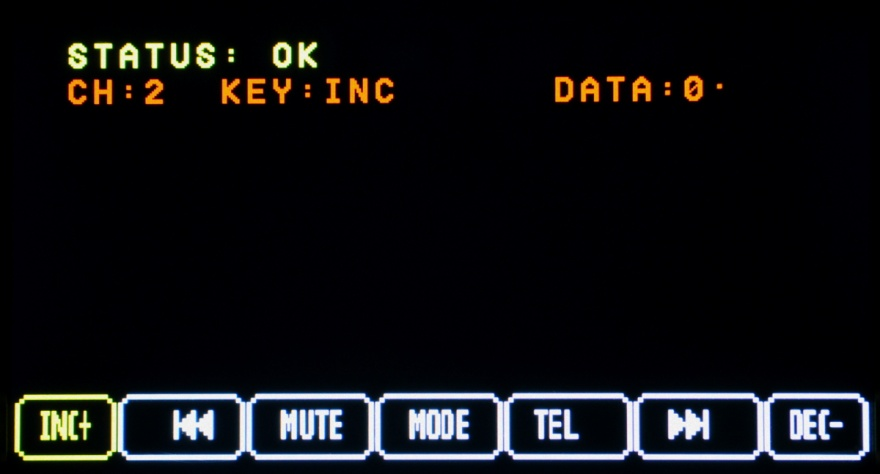 STATUS: OK
CH:2 KEY:INC DATA:0·
INC+ ⏮ MUTE MODE TEL ⏭ DEC-